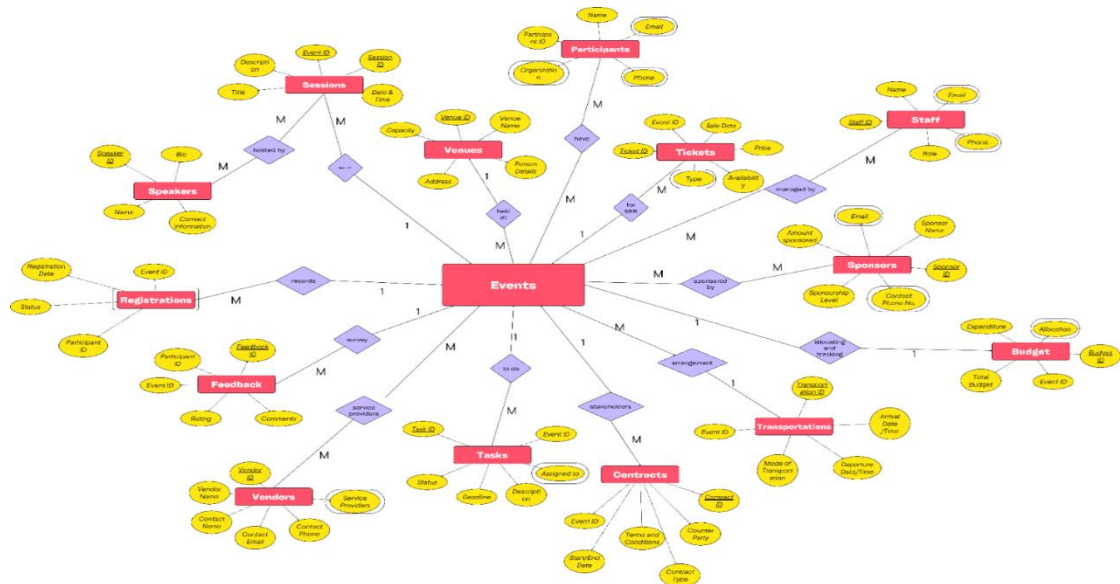 Name
Email
Participants
Organizatio
n
Phone
Event ID
Session
ID
Descripti
on
Sessions
Title
Date &
Time
M
M
hosted by
Speaker
ID
Bio
Speakers
Name
Contact
Information
M
Venue ID
Venue
Name
Capacity
Venues
Address
Person
Details
1
held
at
M
M
have
M
Event ID
Sale Date
Ticket ID
Tickets
Price
Type
Availabilit
y
M
for
sale
1
Name
Email
Staff ID
Staff
Phone
Role
M
managed by
M
1
Registration
Date
Event ID
Registrations
Status
Participant
ID
M
records
1
Events
M
sponsored
by
M
Email
Sponsor
Name
Amount
sponsored
Sponsors
Sponsor
ID
Sponsorship
Level
Contact
Phone No.
1
allocating
and
tracking
1
Expenditure
Allocation
Budget
Budget
ID
Total
Budget
Event ID
1
survey
M
Feedback
ID
Participant
ID
Feedback
Event ID
Rating
Comments
M
service
providers
M
Vendor
ID
Vendor
Name
Vendors
Service
Providers
Contact
Name
Contact
Email
Contact
Phone
1
to do
M
Task ID
Event ID
Tasks
Assigned to
Status
Deadline
Descripti
on
1
stakeholders
M
Contracts
Contract
ID
Event ID
Terms and
Conditions
Counter
Party
Start/End
Date
Contract
Type
M
arrangement
1
Transportat
ion ID
Arrival
Date
/Time
Event ID
Transportations
Mode of
Transport
ation
Departure
Date/Time